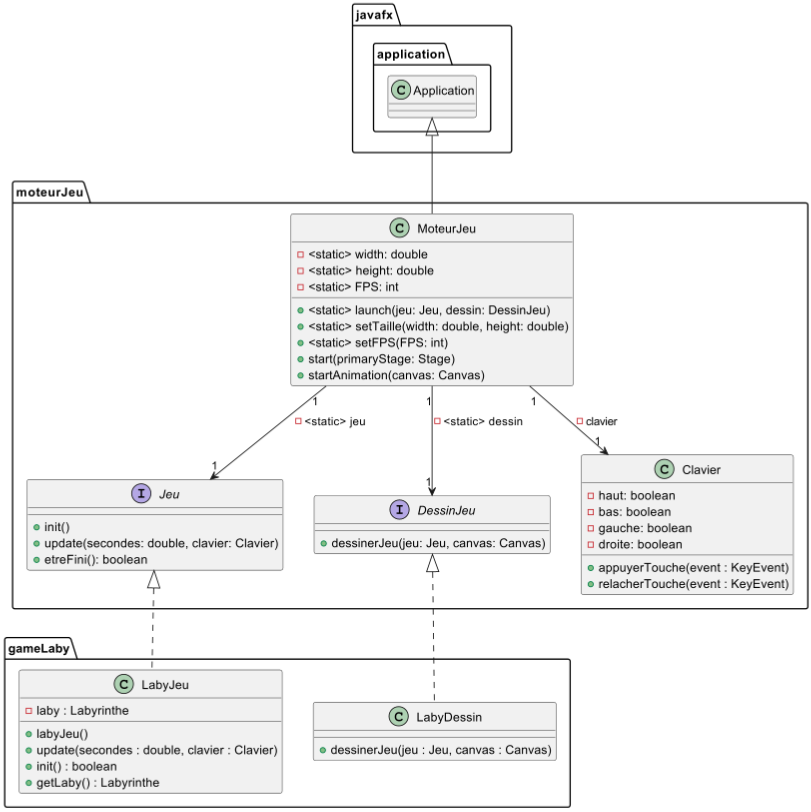 javafx
application
C Application
moteurJeu
C MoteurJeu
<static> width: double
<static> height: double
<static> FPS: int
<static> launch(jeu: Jeu, dessin: DessinJeu)
<static> setTaille(width: double, height: double)
<static> setFPS(FPS: int)
start(primaryStage: Stage)
startAnimation(canvas: Canvas)
1
1
1
<static> jeu
<static> dessin
clavier
1
1
1
I Jeu
init()
update(secondes: double, clavier: Clavier)
etreFini(): boolean
I DessinJeu
dessinerJeu(jeu: Jeu, canvas: Canvas)
C Clavier
haut: boolean
bas: boolean
gauche: boolean
droite: boolean
appuyerTouche(event : KeyEvent)
relacherTouche(event : KeyEvent)
gameLaby
C LabyJeu
laby : Labyrinthe
labyJeu()
update(secondes : double, clavier : Clavier)
init() : boolean
getLaby() : Labyrinthe
C LabyDessin
dessinerJeu(jeu : Jeu, canvas : Canvas)